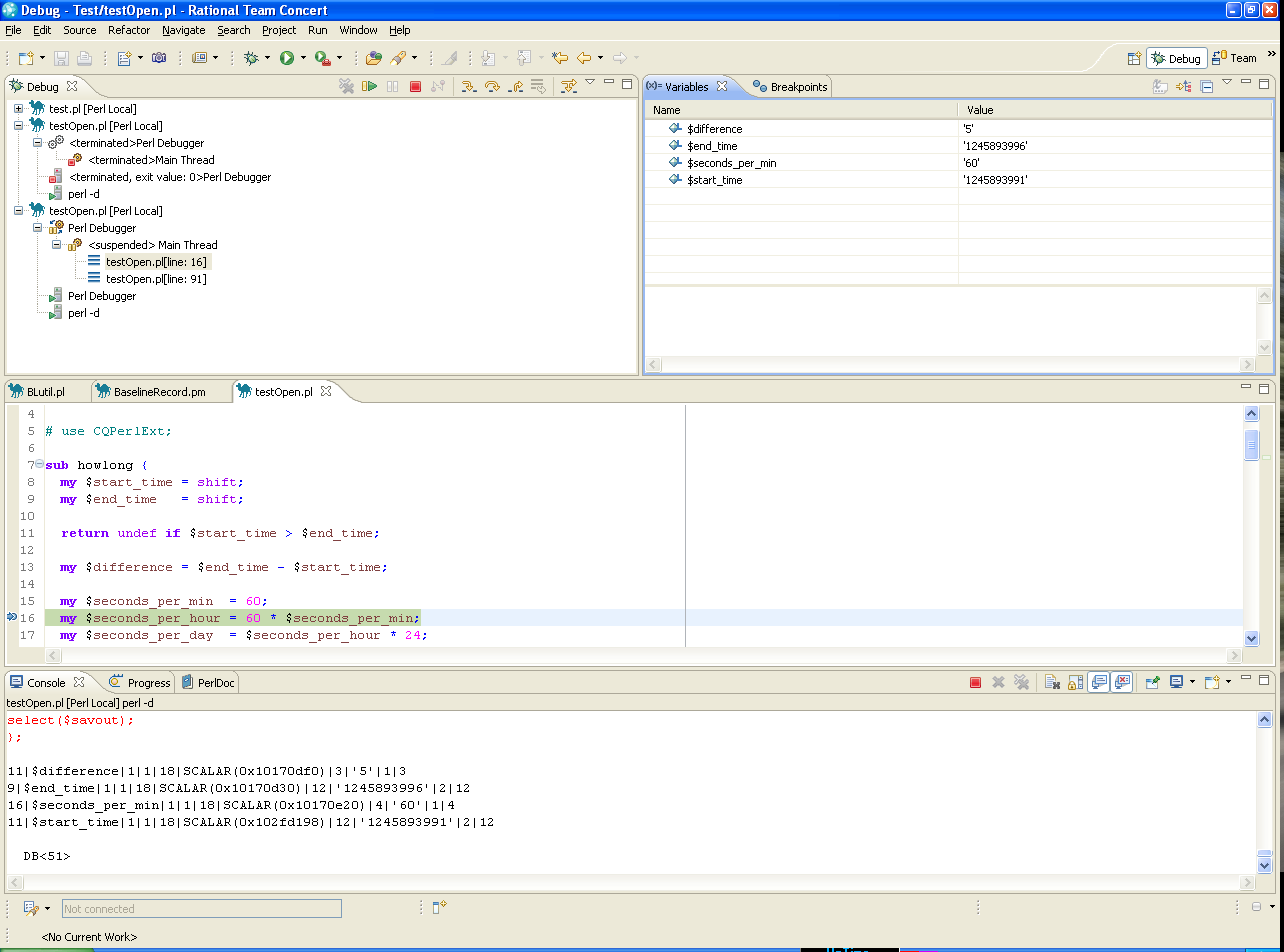 Debug - Test/testOpen.pl - Rational Team Concert
File Edit Source Refactor Navigate Search Project Run Window Help
Debug Team
Debug
test.pl [Perl Local]
testOpen.pl [Perl Local]
<terminated>Perl Debugger
<terminated>Main Thread
<terminated, exit value: 0>Perl Debugger
perl -d
testOpen.pl [Perl Local]
Perl Debugger
<suspended> Main Thread
testOpen.pl[line: 16]
testOpen.pl[line: 91]
Perl Debugger
perl -d
(x)= Variables Breakpoints
Name Value
$difference '5'
$end_time '1245893996'
$seconds_per_min '60'
$start_time '1245893991'
BLutil.pl BaselineRecord.pm testOpen.pl
4
5 # use CQPerlExt;
6
7 sub howlong {
8 my $start_time = shift;
9 my $end_time = shift;
10
11 return undef if $start_time > $end_time;
12
13 my $difference = $end_time - $start_time;
14
15 my $seconds_per_min = 60;
16 my $seconds_per_hour = 60 * $seconds_per_min;
17 my $seconds_per_day = $seconds_per_hour * 24;
Console Progress PerlDoc
testOpen.pl [Perl Local] perl -d
select($savout);
};
11|$difference|1|1|18|SCALAR(0x10170df0)|3|'5'|1|3
9|$end_time|1|1|18|SCALAR(0x10170d30)|12|'1245893996'|2|12
16|$seconds_per_min|1|1|18|SCALAR(0x10170e20)|4|'60'|1|4
11|$start_time|1|1|18|SCALAR(0x102fd198)|12|'1245893991'|2|12
DB<51>
Not connected
<No Current Work>